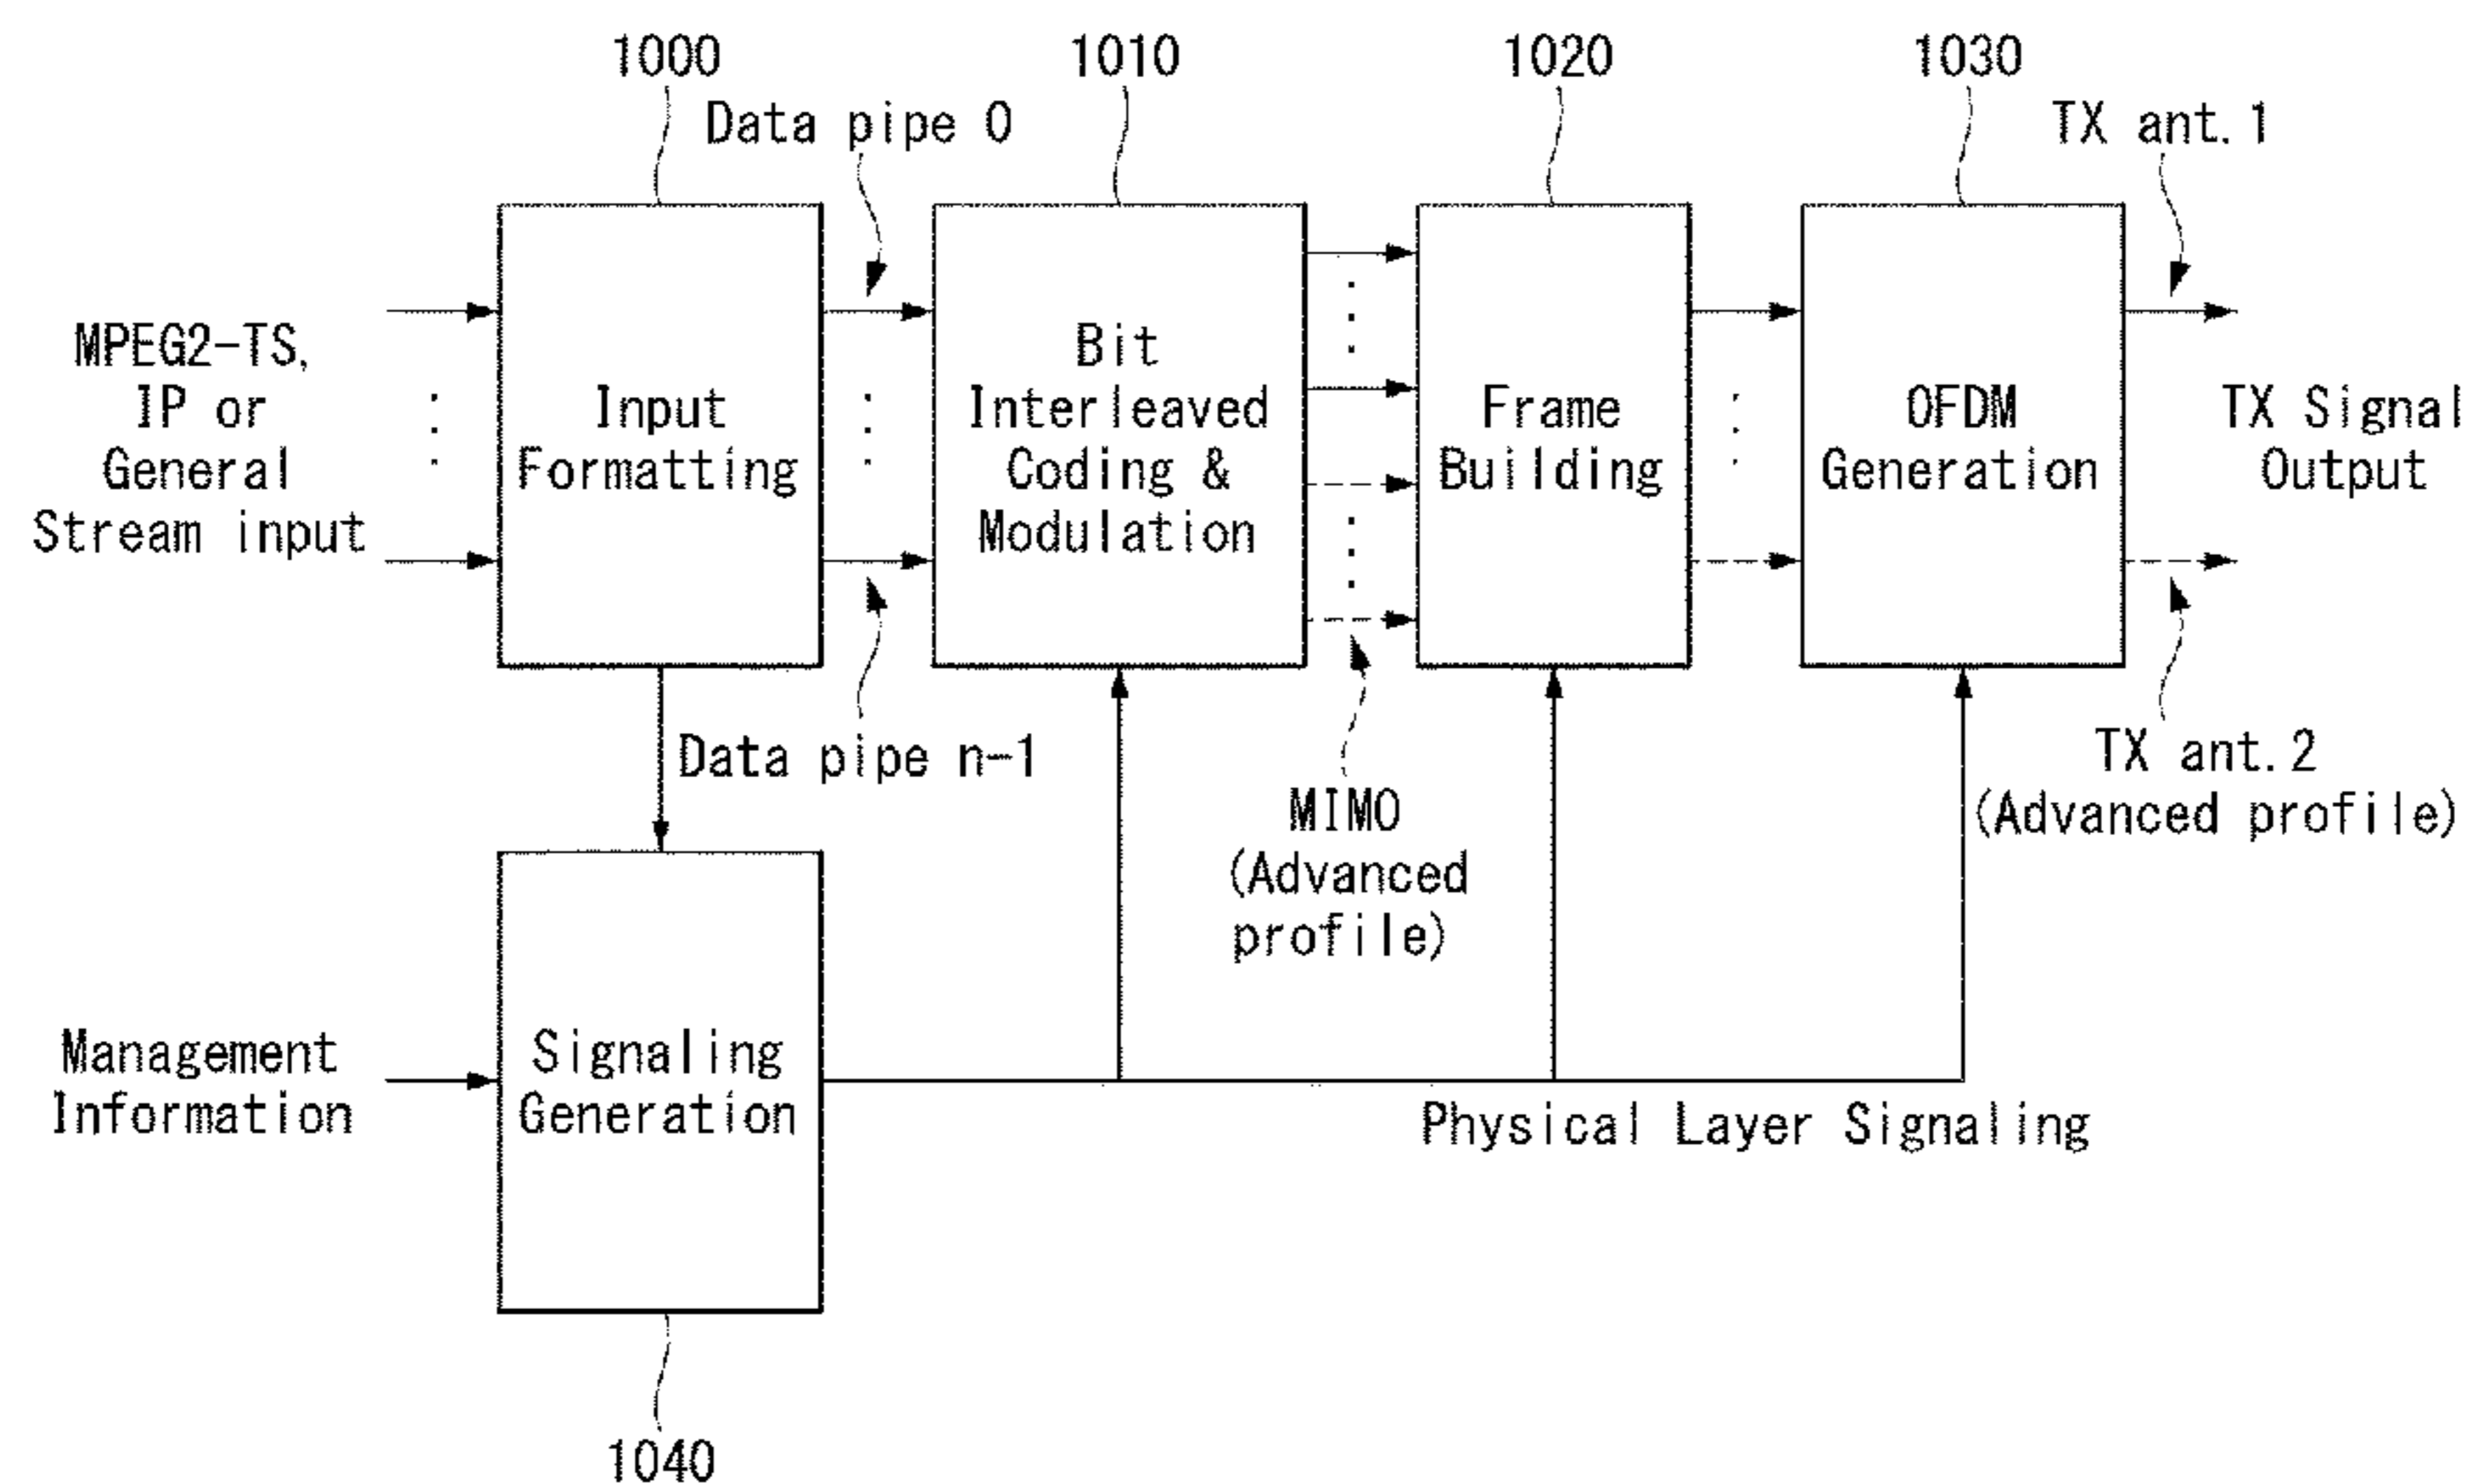 1000
1010
1020
1030
Data pipe 0
TX ant.1
MPEG2-TS,
IP or
General
Stream input
Input
Formatting
Bit
Interleaved
Coding &
Modulation
Frame
Building
OFDM
Generation
TX Signal
Output
Data pipe n-1
MIMO
(Advanced
profile)
TX ant.2
(Advanced profile)
Management
Information
Signaling
Generation
Physical Layer Signaling
1040